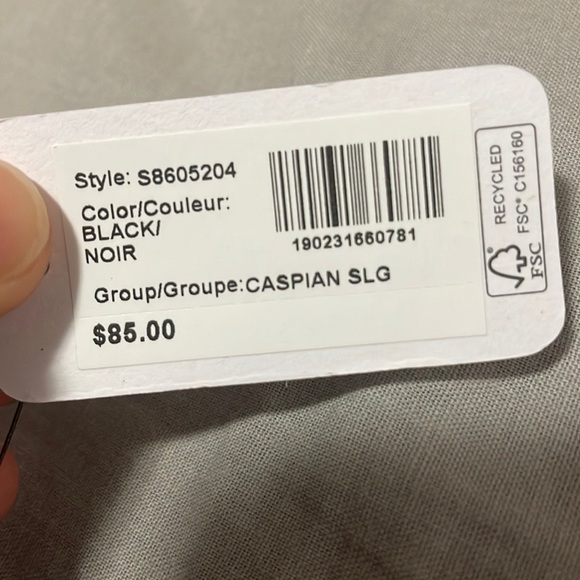 Style: S8605204
Color/Couleur:
BLACK/
NOIR
190231660781
Group/Groupe:CASPIAN SLG
$85.00
RECYCLED
FSC® C156160
FSC